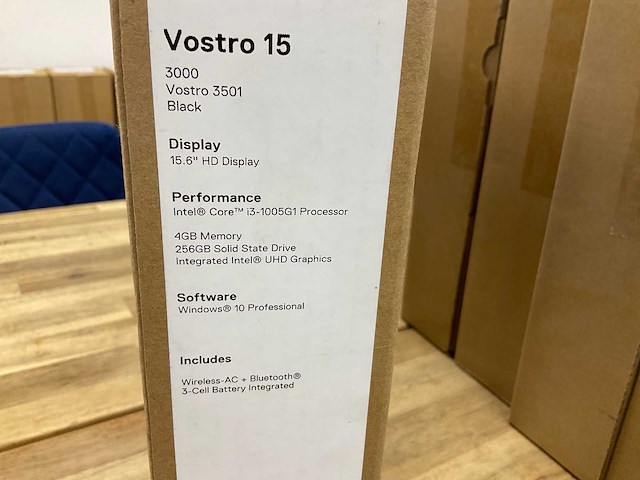 Vostro 15
3000
Vostro 3501
Black
Display
15.6" HD Display
Performance
Intel® Core™ i3-1005G1 Processor
4GB Memory
256GB Solid State Drive
Integrated Intel® UHD Graphics
Software
Windows® 10 Professional
Includes
Wireless-AC + Bluetooth®
3-Cell Battery Integrated